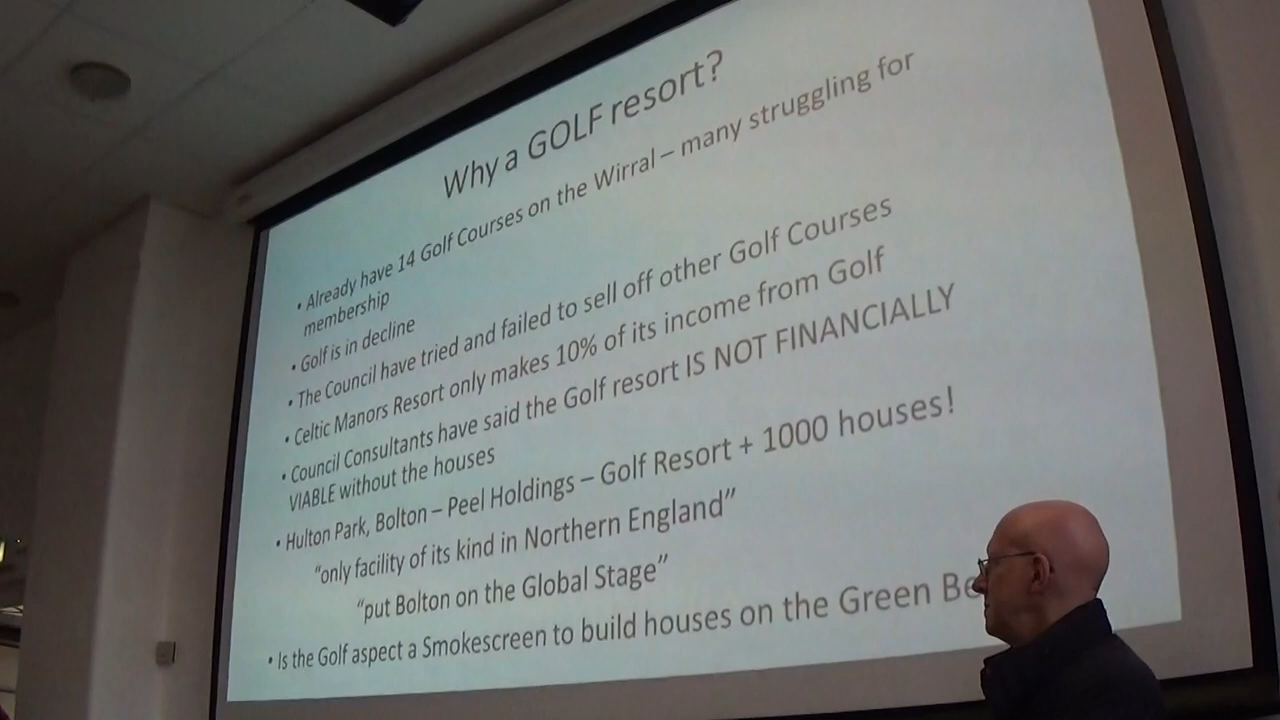 Why a GOLF resort?
• Already have 14 Golf Courses on the Wirral – many struggling for
membership
• Golf is in decline
• The Council have tried and failed to sell off other Golf Courses
• Celtic Manors Resort only makes 10% of its income from Golf
• Council Consultants have said the Golf resort IS NOT FINANCIALLY
VIABLE without the houses
• Hulton Park, Bolton – Peel Holdings – Golf Resort + 1000 houses!
“only facility of its kind in Northern England”
“put Bolton on the Global Stage”
• Is the Golf aspect a Smokescreen to build houses on the Green